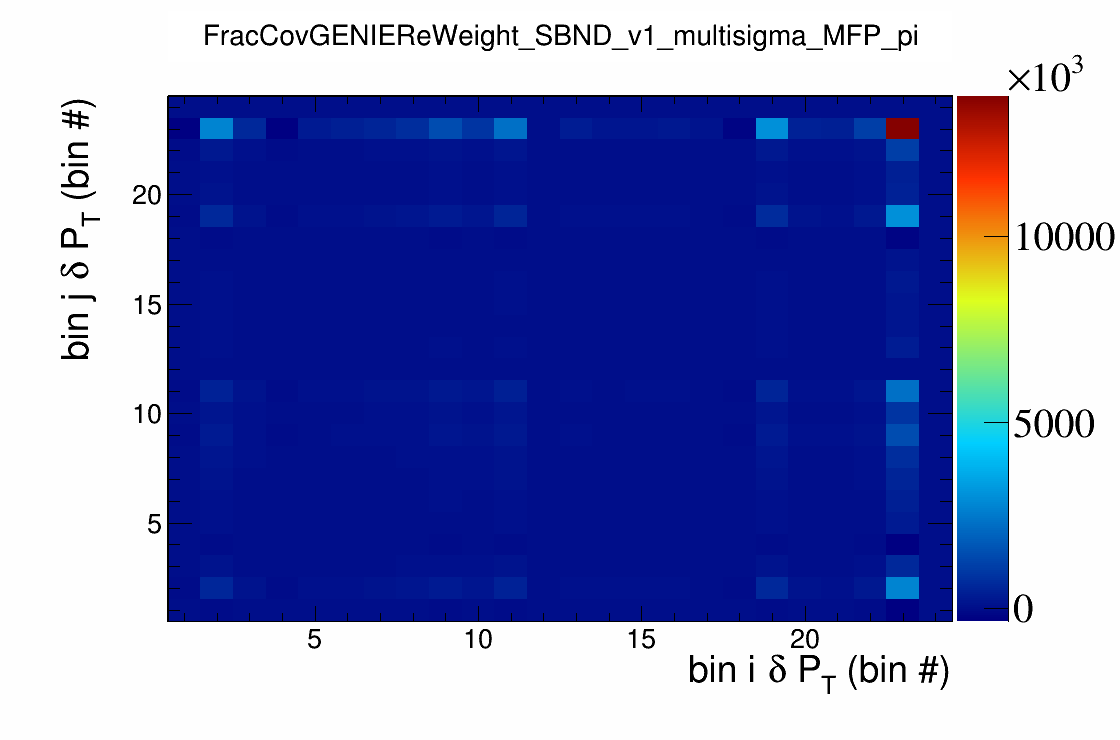 FracCovGENIEReWeight_SBND_v1_multisigma_MFP_pi
×10³
bin j δ P_T (bin #)
20
15
10
5
10000
5000
0
5 10 15 20
bin i δ P_T (bin #)